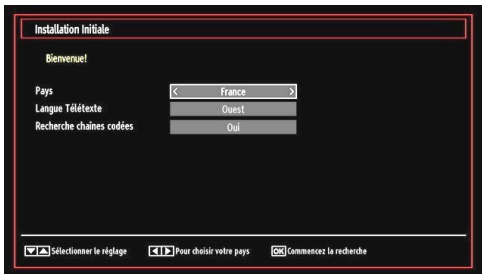 Installation Initiale
Bienvenue!
Pays < France >
Langue Télétexte Ouest
Recherche chaines codées Oui
Sélectionner le réglage Pour choisir votre pays OK Commencez la recherche